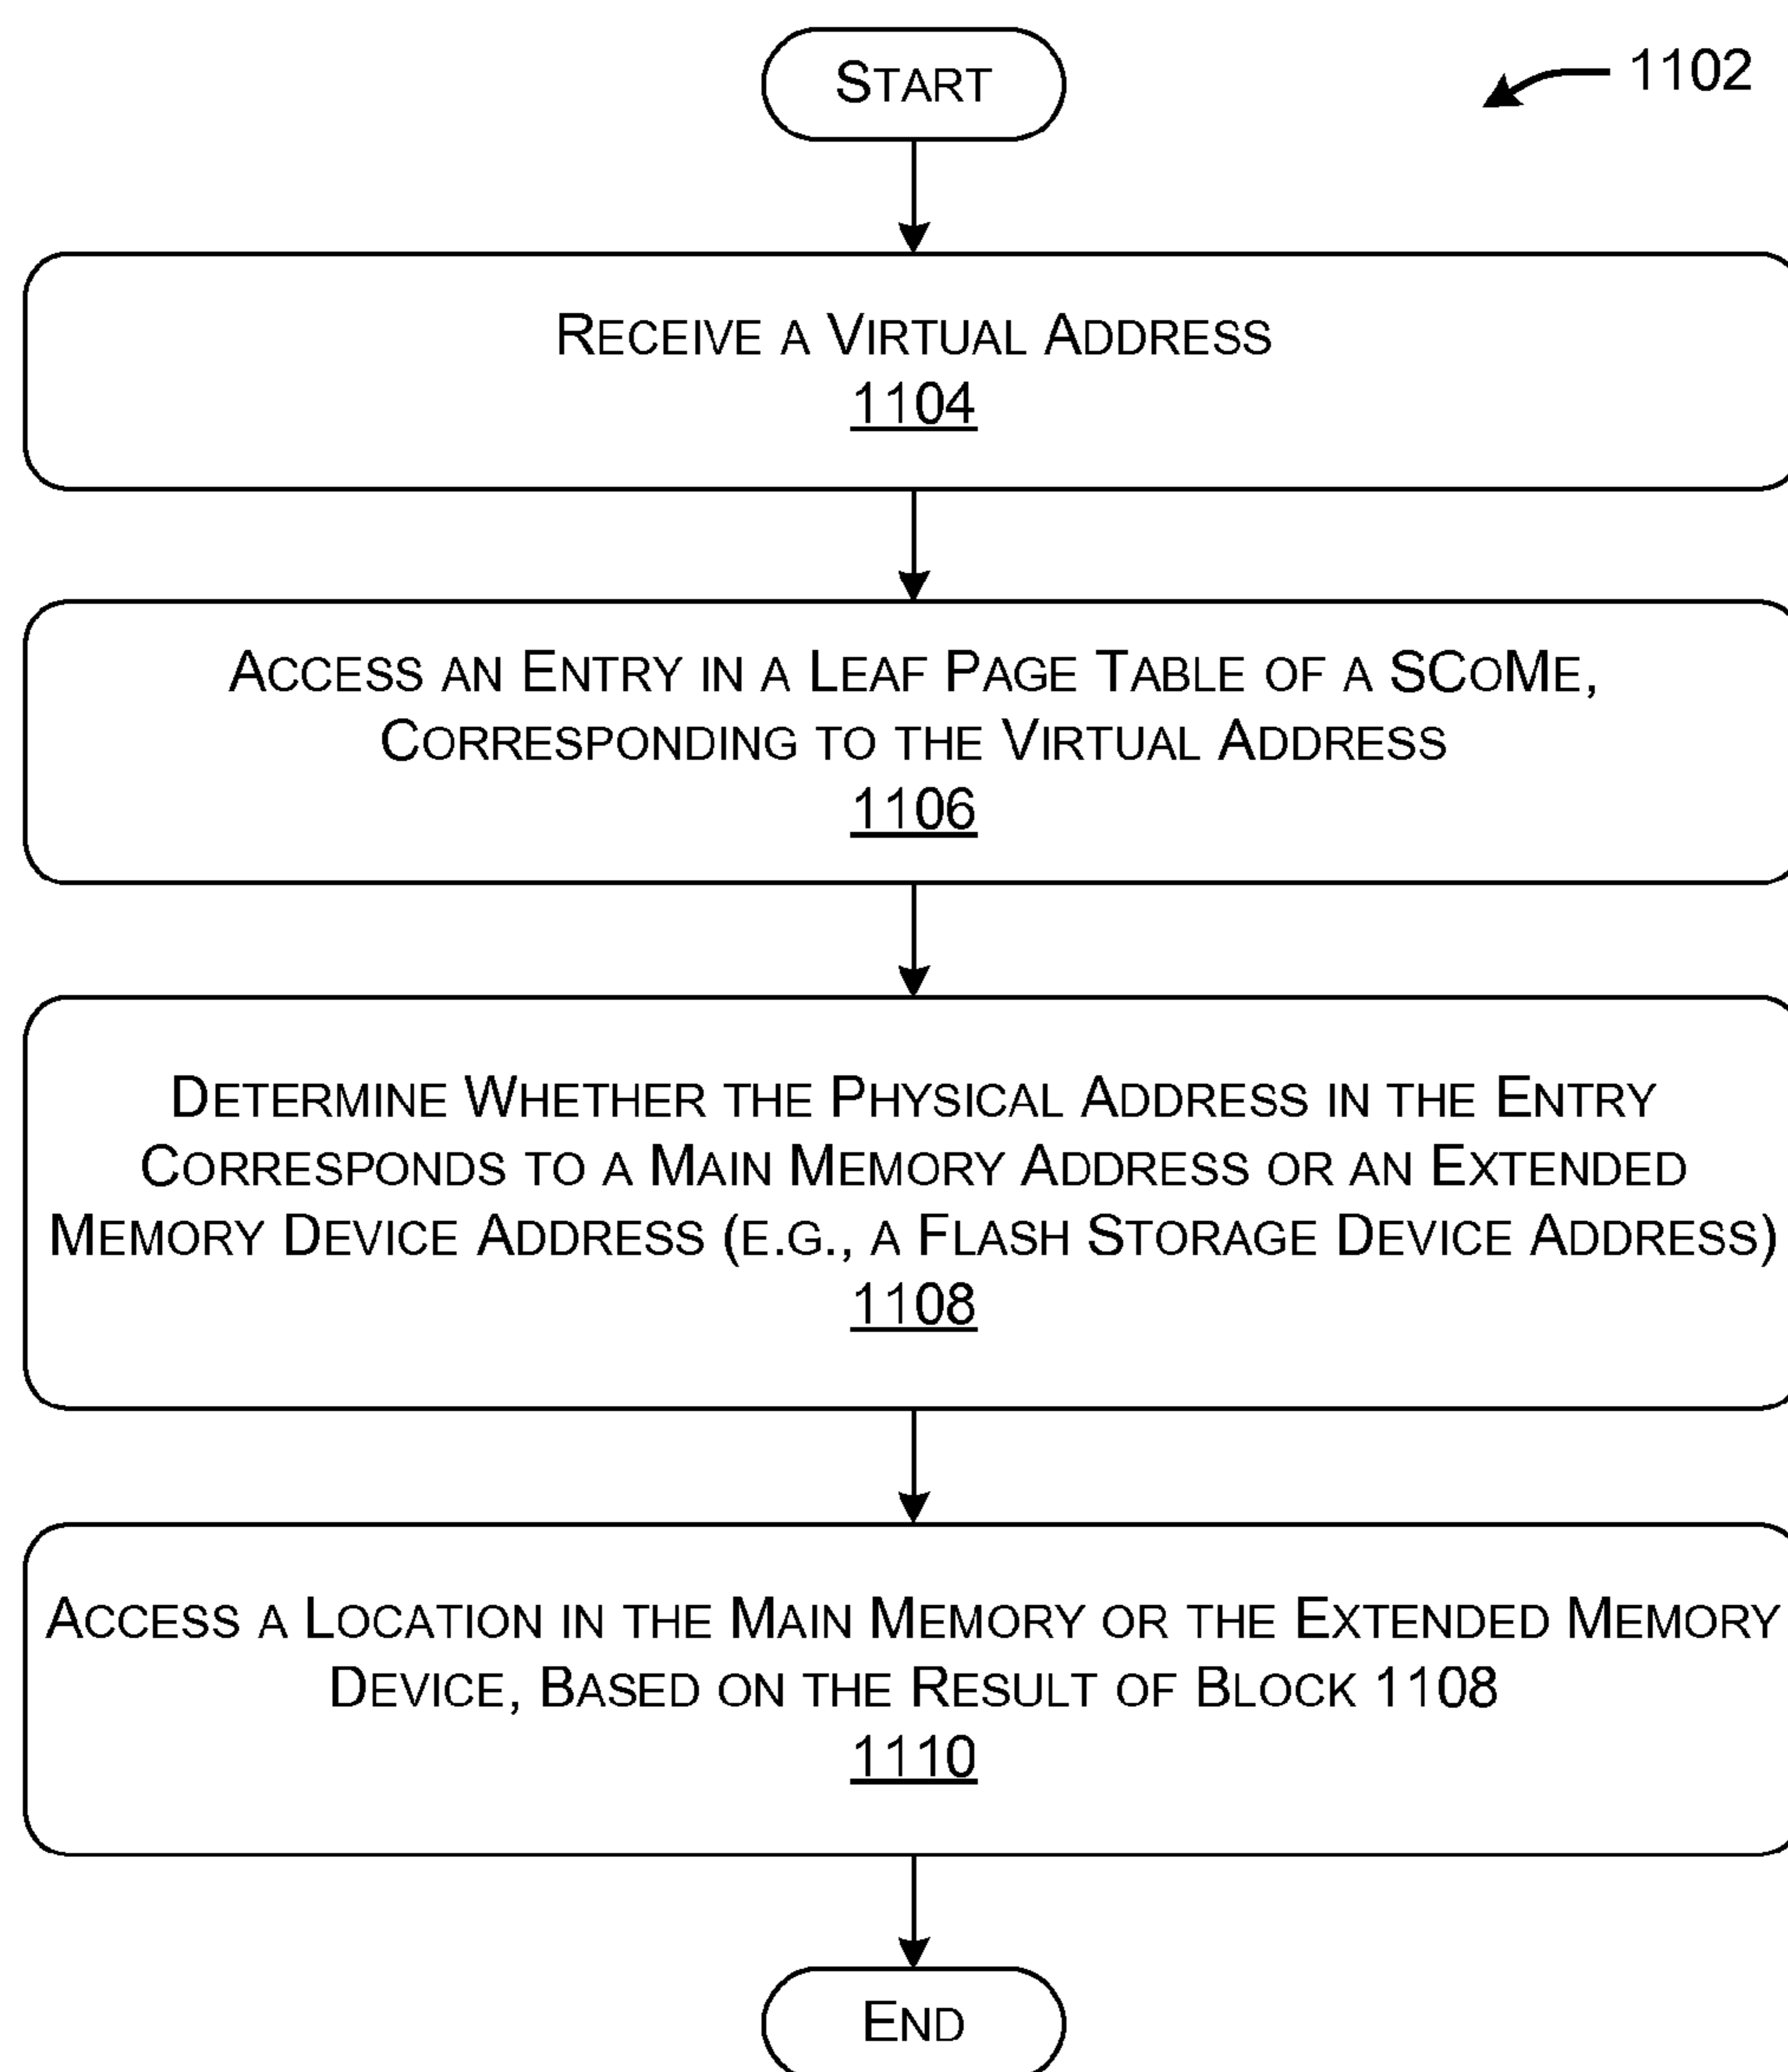 START
1102
RECEIVE A VIRTUAL ADDRESS
1104
ACCESS AN ENTRY IN A LEAF PAGE TABLE OF A SCOME,
CORRESPONDING TO THE VIRTUAL ADDRESS
1106
DETERMINE WHETHER THE PHYSICAL ADDRESS IN THE ENTRY
CORRESPONDS TO A MAIN MEMORY ADDRESS OR AN EXTENDED
MEMORY DEVICE ADDRESS (E.G., A FLASH STORAGE DEVICE ADDRESS)
1108
ACCESS A LOCATION IN THE MAIN MEMORY OR THE EXTENDED MEMORY
DEVICE, BASED ON THE RESULT OF BLOCK 1108
1110
END